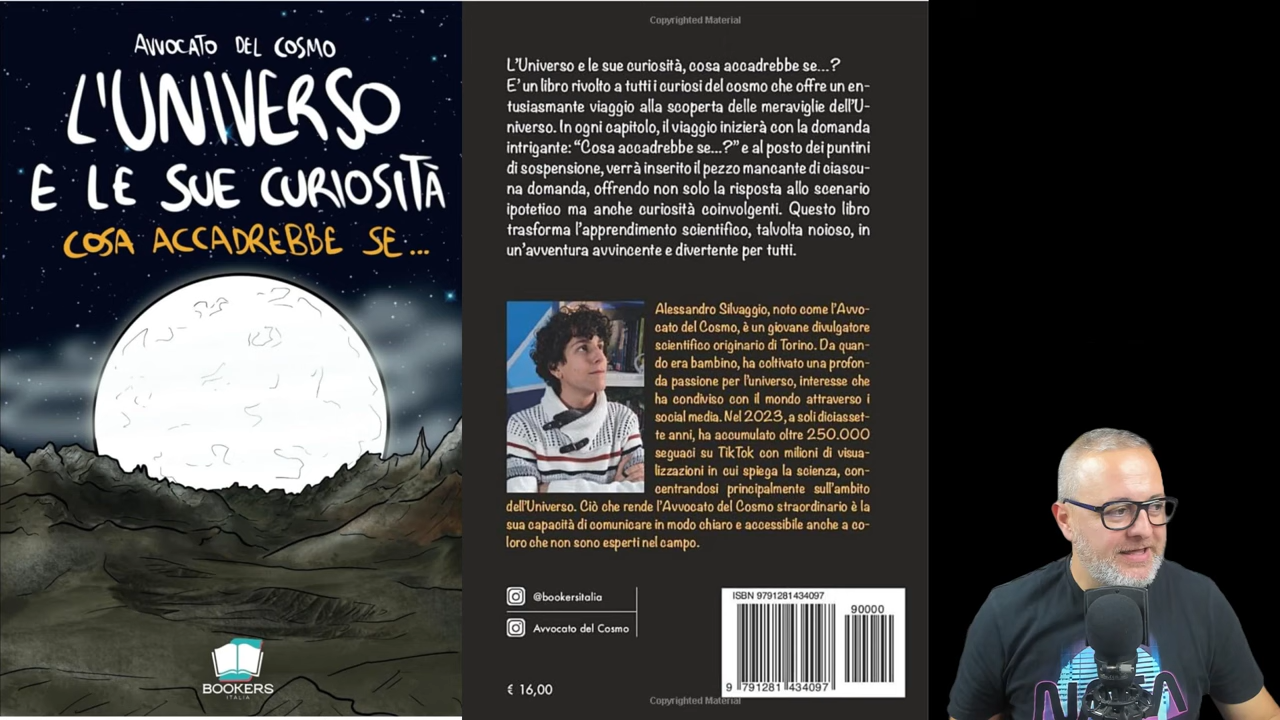 AVVOCATO DEL COSMO
L'UNIVERSO
E LE SUE CURIOSITÀ
COSA ACCADREBBE SE...
BOOKERS
ITALIA
Copyrighted Material
L'Universo e le sue curiosità, cosa accadrebbe se...?
E' un libro rivolto a tutti i curiosi del cosmo che offre un en-
tusiasmante viaggio alla scoperta delle meraviglie dell'U-
niverso. In ogni capitolo, il viaggio inizierà con la domanda
intrigante: "Cosa accadrebbe se...?" e al posto dei puntini
di sospensione, verrà inserito il pezzo mancante di ciascu-
na domanda, offrendo non solo la risposta allo scenario
ipotetico ma anche curiosità coinvolgenti. Questo libro
trasforma l'apprendimento scientifico, talvolta noioso, in
un'avventura avvincente e divertente per tutti.
Alessandro Silvaggio, noto come l'Avvo-
cato del Cosmo, è un giovane divulgatore
scientifico originario di Torino. Da quan-
do era bambino, ha coltivato una profon-
da passione per l'universo, interesse che
ha condiviso con il mondo attraverso i
social media. Nel 2023, a soli diciasset-
te anni, ha accumulato oltre 250.000
seguaci su TikTok con milioni di visua-
lizzazioni in cui spiega la scienza, con-
centrandosi principalmente sull'ambito
dell'Universo. Ciò che rende l'Avvocato del Cosmo straordinario è la
sua capacità di comunicare in modo chiaro e accessibile anche a co-
loro che non sono esperti nel campo.
@bookersitalia
Avvocato del Cosmo
€ 16,00
ISBN 9791281434097
90000
9 791281 434097
Copyrighted Material